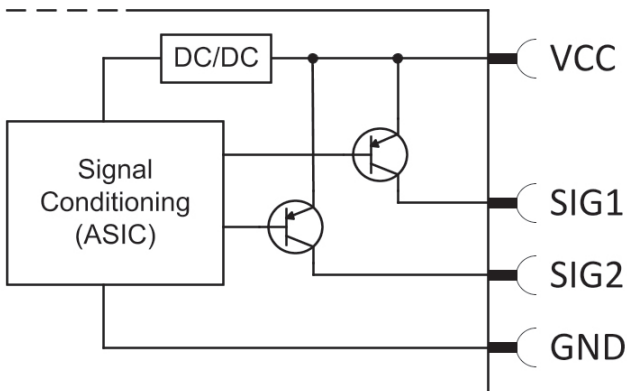 DC/DC
VCC
Signal
Conditioning
(ASIC)
SIG1
SIG2
GND